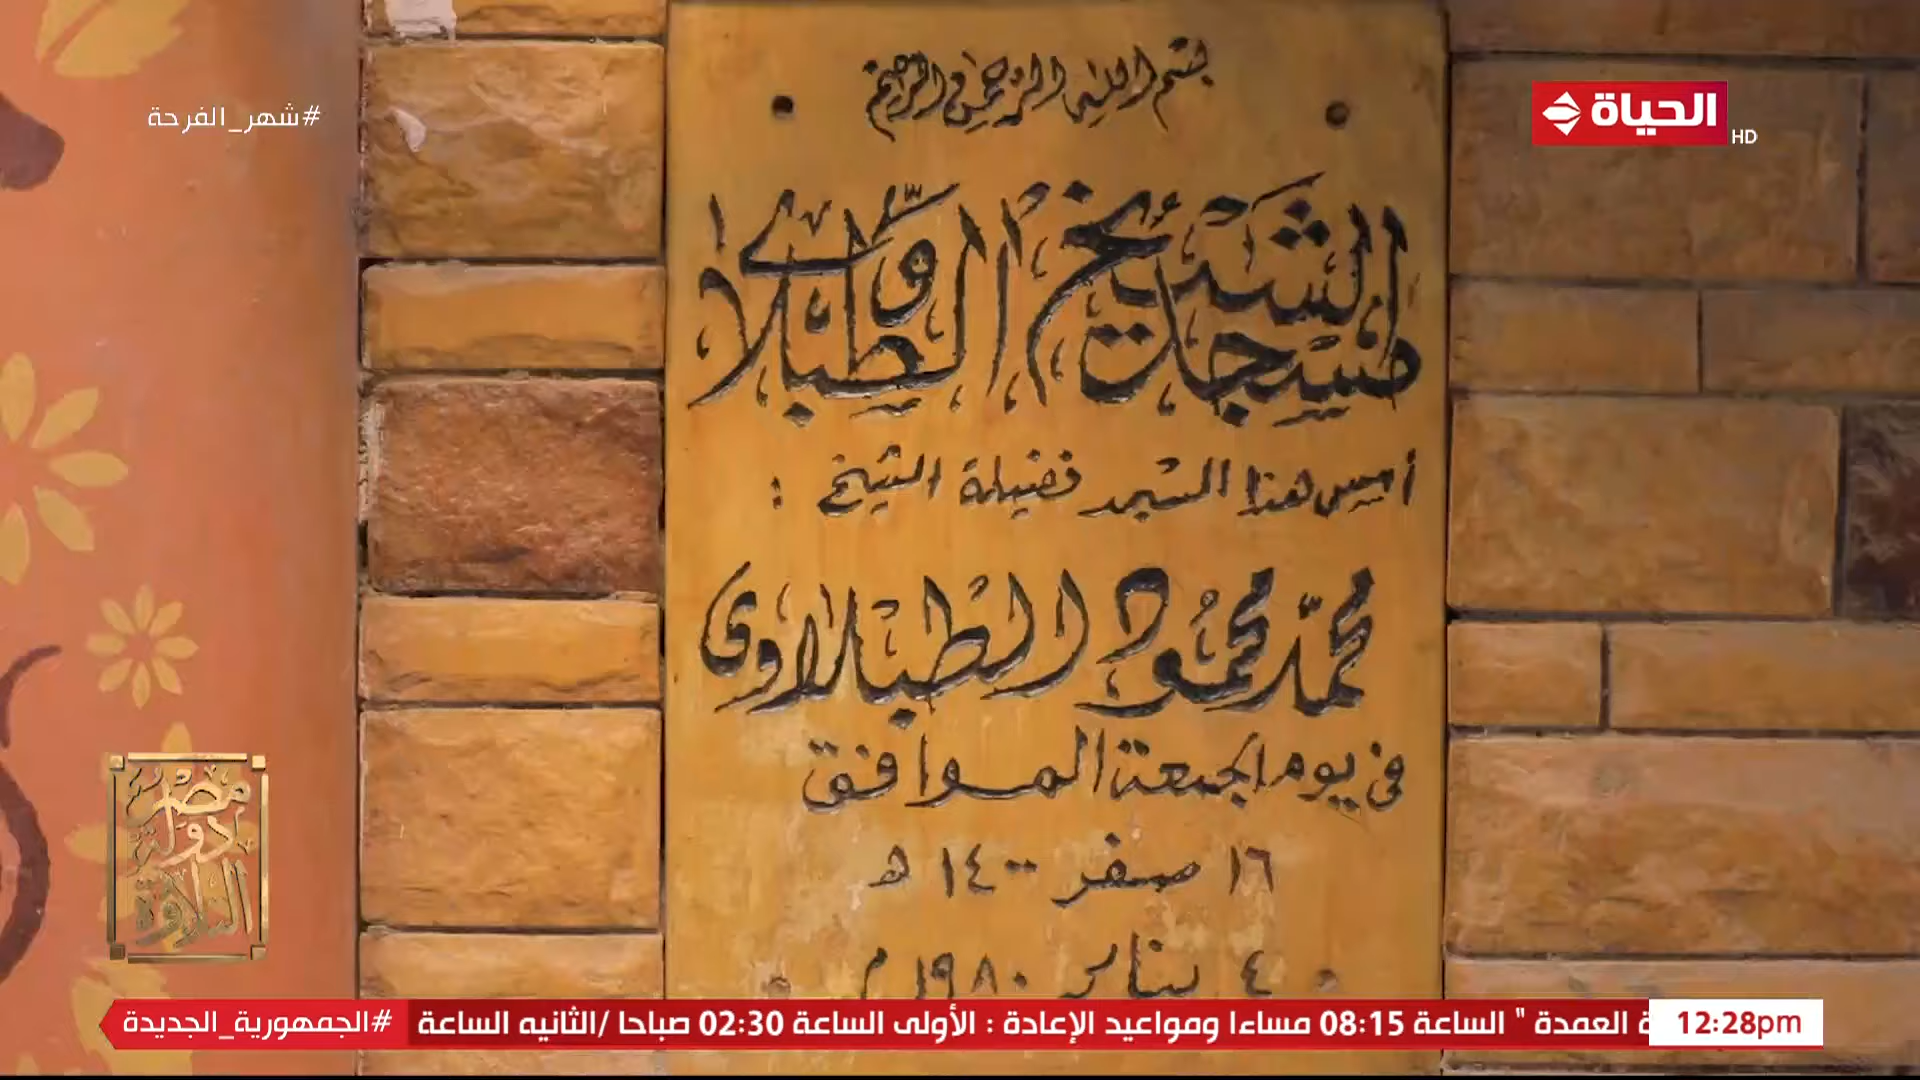 #شهر_الفرحة
الحياة
HD
بسم الله الرحمن الرحيم
مسجد الشيخ الطبلاوى
أسس هذا المسجد فضيلة الشيخ :
محمد محمود الطبلاوى
فى يوم الجمعة الموافق
١٦ صفر ١٤٠٠ هـ
٤ يناير ١٩٨٠ م
مصر دولة التلاوة
12:28pm
ة العمدة " الساعة 08:15 مساءا ومواعيد الإعادة : الأولى الساعة 02:30 صباحا /الثانيه الساعة
#الجمهورية_الجديدة